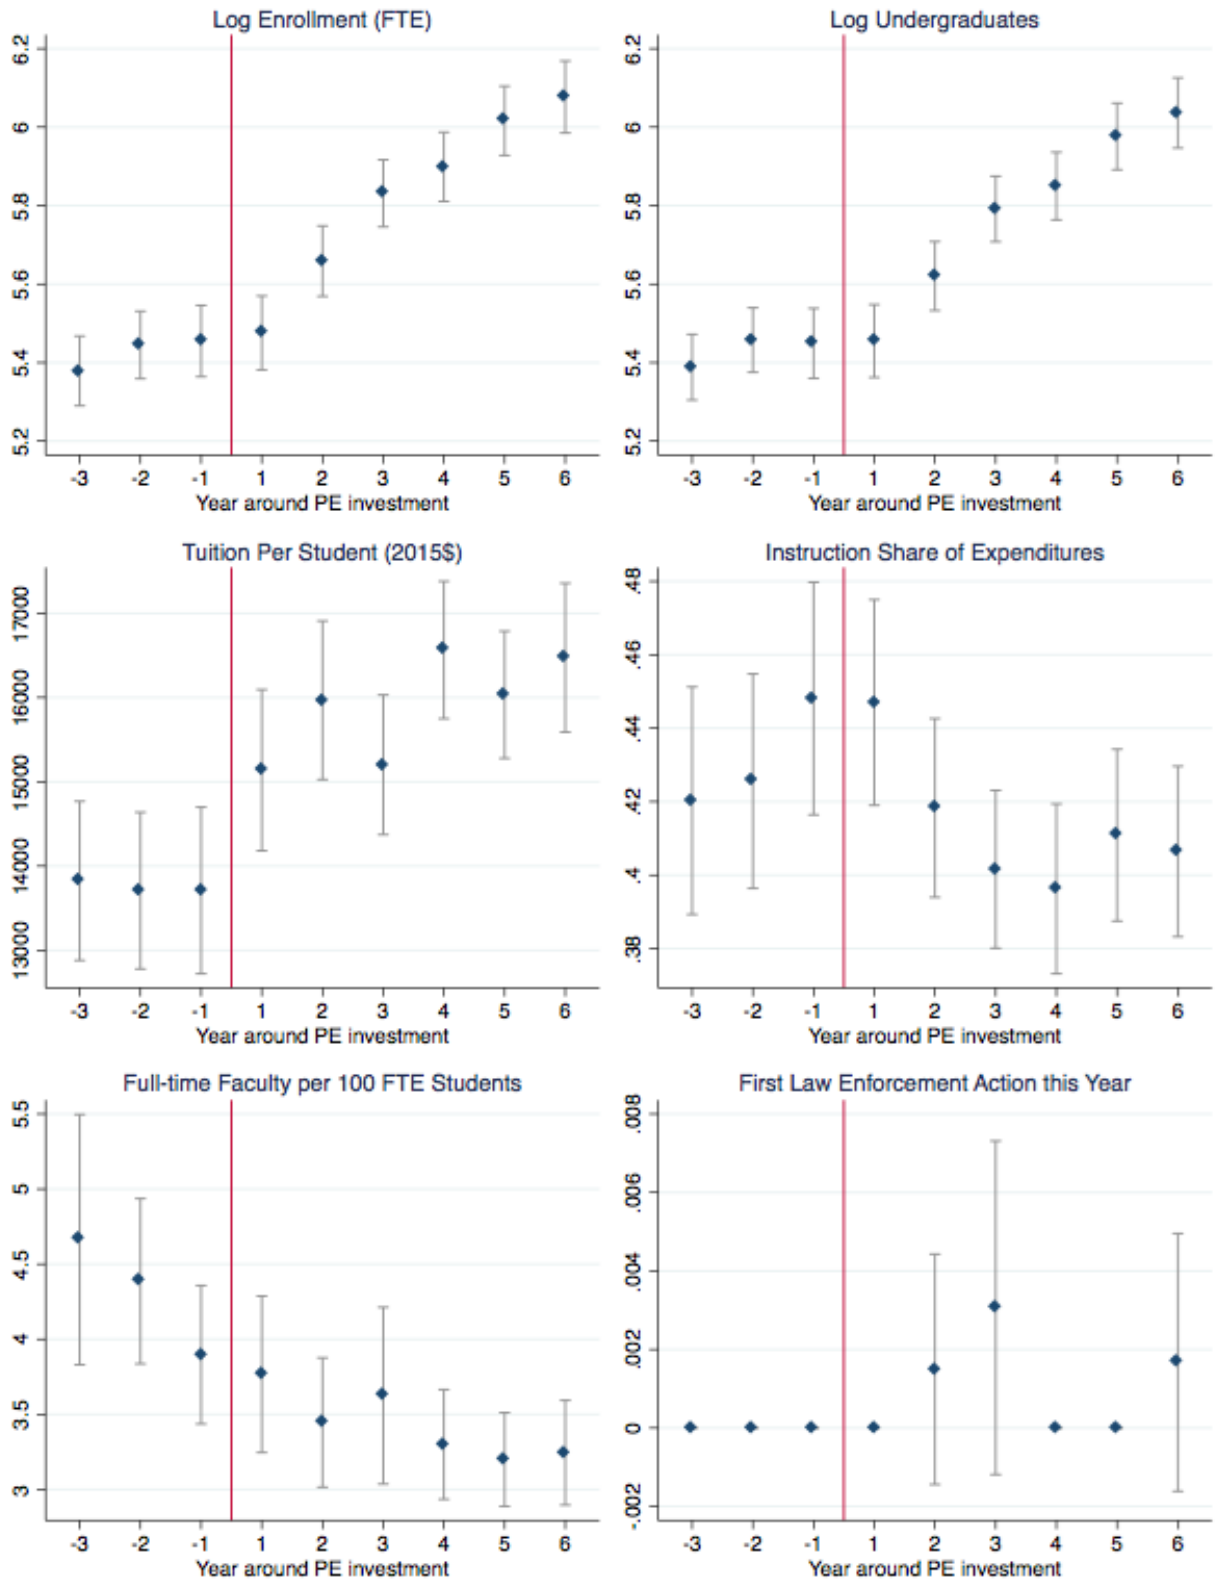 Log Enrollment (FTE)
6.2
6
5.8
5.6
5.4
5.2
-3 -2 -1 1 2 3 4 5 6
Year around PE investment
Log Undergraduates
6.2
6
5.8
5.6
5.4
5.2
-3 -2 -1 1 2 3 4 5 6
Year around PE investment
Tuition Per Student (2015$)
17000
16000
15000
14000
13000
-3 -2 -1 1 2 3 4 5 6
Year around PE investment
Instruction Share of Expenditures
.48
.46
.44
.42
.4
.38
-3 -2 -1 1 2 3 4 5 6
Year around PE investment
Full-time Faculty per 100 FTE Students
5.5
5
4.5
4
3.5
3
-3 -2 -1 1 2 3 4 5 6
Year around PE investment
First Law Enforcement Action this Year
.008
.006
.004
.002
0
-.002
-3 -2 -1 1 2 3 4 5 6
Year around PE investment